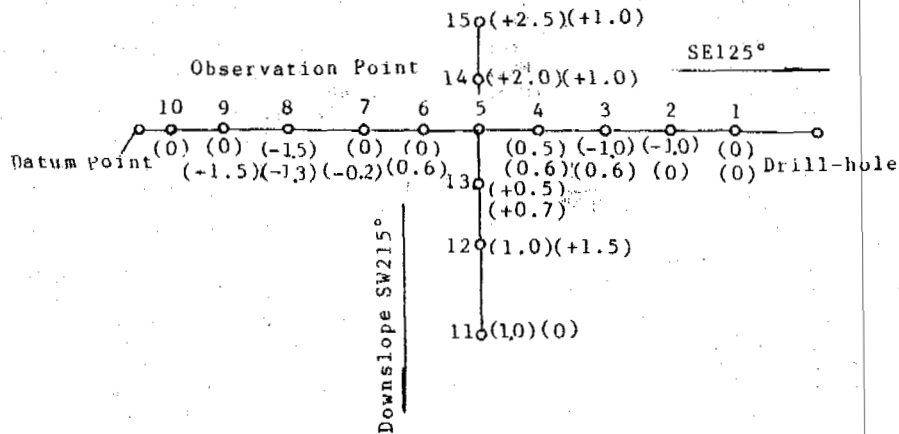 15 (+2.5)(+1.0)
SE125°
Observation Point
14 (+2.0)(+1.0)
10 9 8 7 6 5 4 3 2 1
(0) (0) (-1.5) (0) (0) (0.5) (-1.0) (-1.0) (0)
Datum Point (-1.5)(-1.3)(-0.2)(0.6) (0.6) (0.6) (0) (0) Drill-hole
13 (+0.5)
(+0.7)
12 (1.0)(+1.5)
11 (1.0)(0)
Downslope SW215°